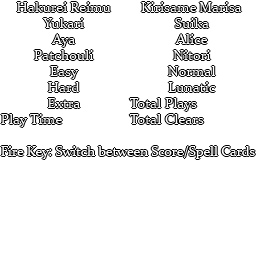 Hakurei Reimu Kirisame Marisa
Yukari Suika
Aya Alice
Patchouli Nitori
Easy Normal
Hard Lunatic
Extra Total Plays
Play Time Total Clears
Fire Key: Switch between Score/Spell Cards